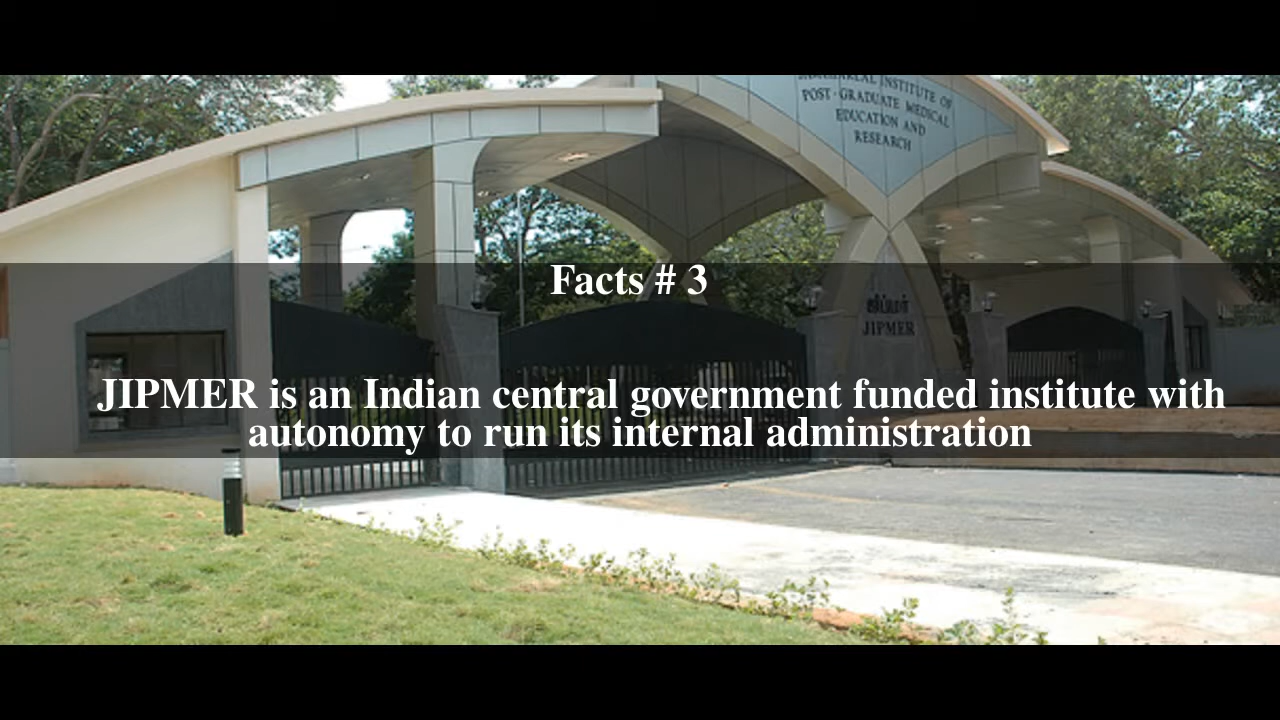 INSTITUTE OF
POST-GRADUATE MEDICAL
EDUCATION AND
RESEARCH
Facts # 3
ஜிப்மர்
JIPMER
JIPMER is an Indian central government funded institute with
autonomy to run its internal administration